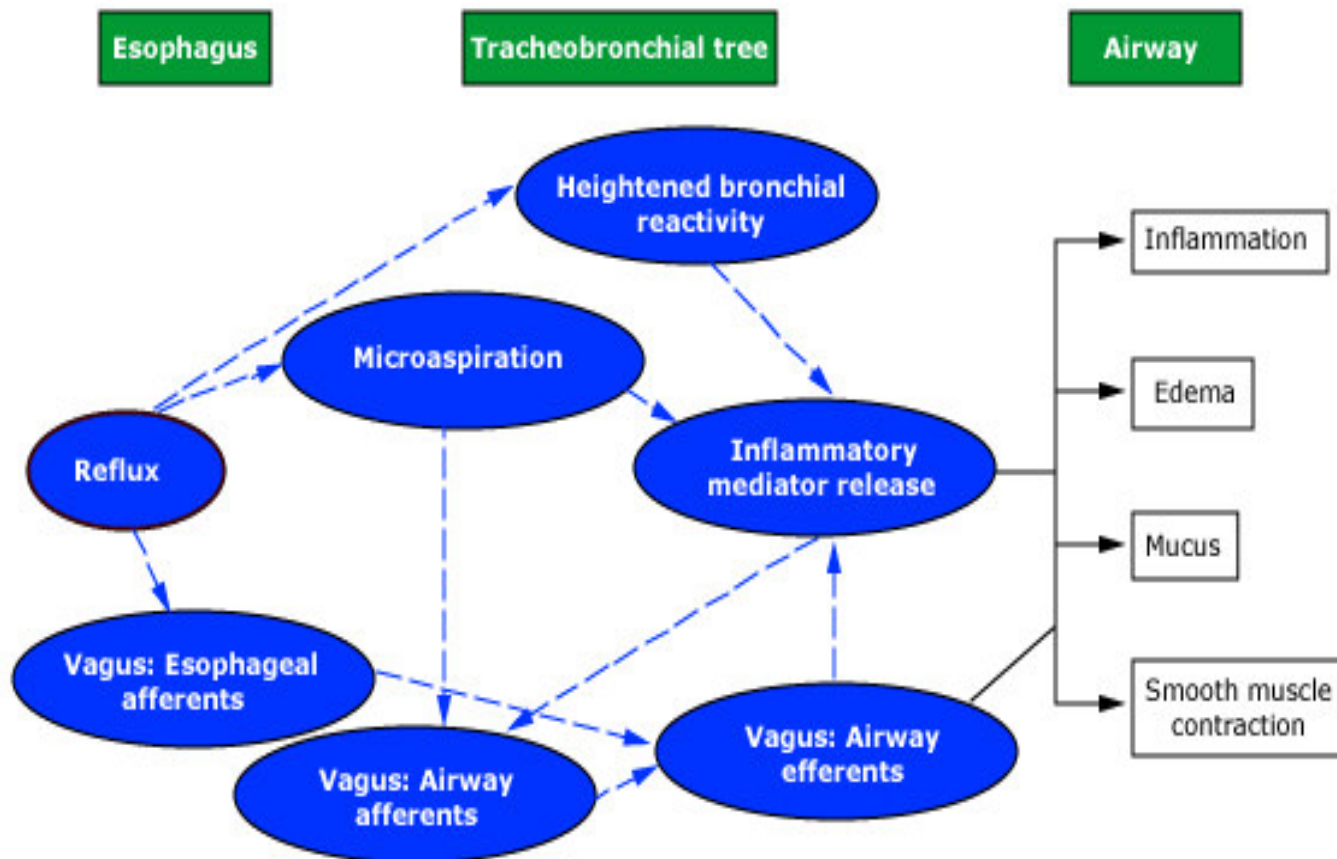 Esophagus
Tracheobronchial tree
Airway
Heightened bronchial
reactivity
Inflammation
Microaspiration
Edema
Reflux
Inflammatory
mediator release
Mucus
Vagus: Esophageal
afferents
Smooth muscle
contraction
Vagus: Airway
efferents
Vagus: Airway
afferents